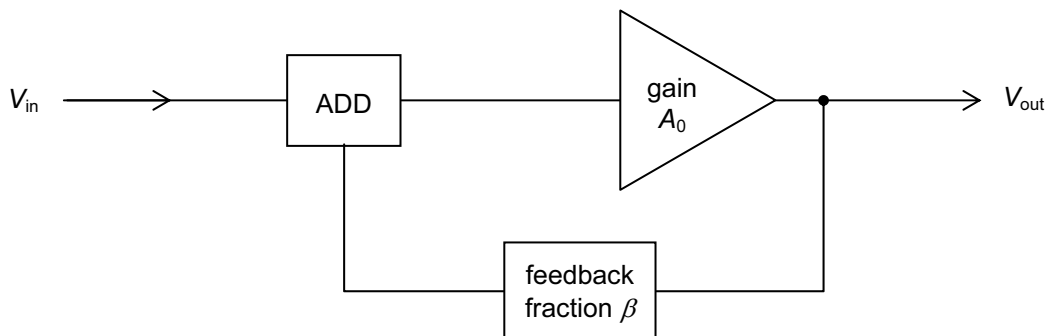 V_in
ADD
gain
A_0
V_out
feedback
fraction β